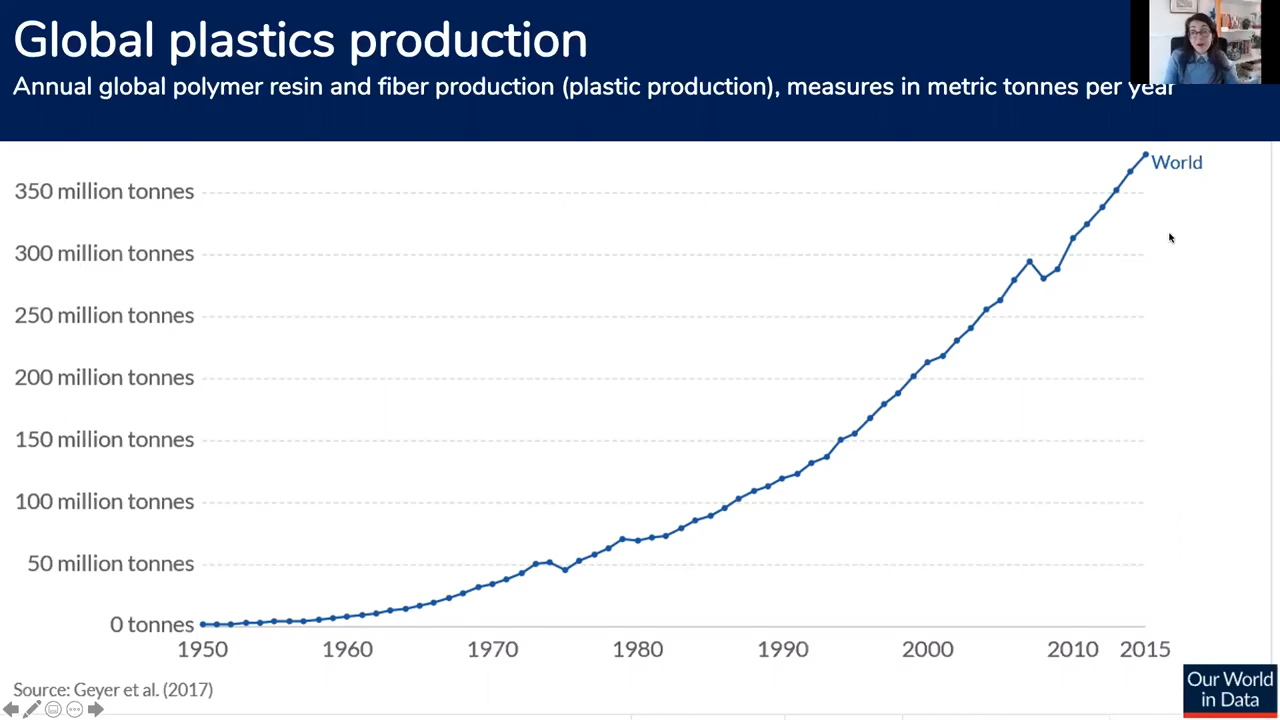 Global plastics production
Annual global polymer resin and fiber production (plastic production), measures in metric tonnes per year
World
350 million tonnes
300 million tonnes
250 million tonnes
200 million tonnes
150 million tonnes
100 million tonnes
50 million tonnes
0 tonnes
1950 1960 1970 1980 1990 2000 2010 2015
Source: Geyer et al. (2017)
Our World
in Data